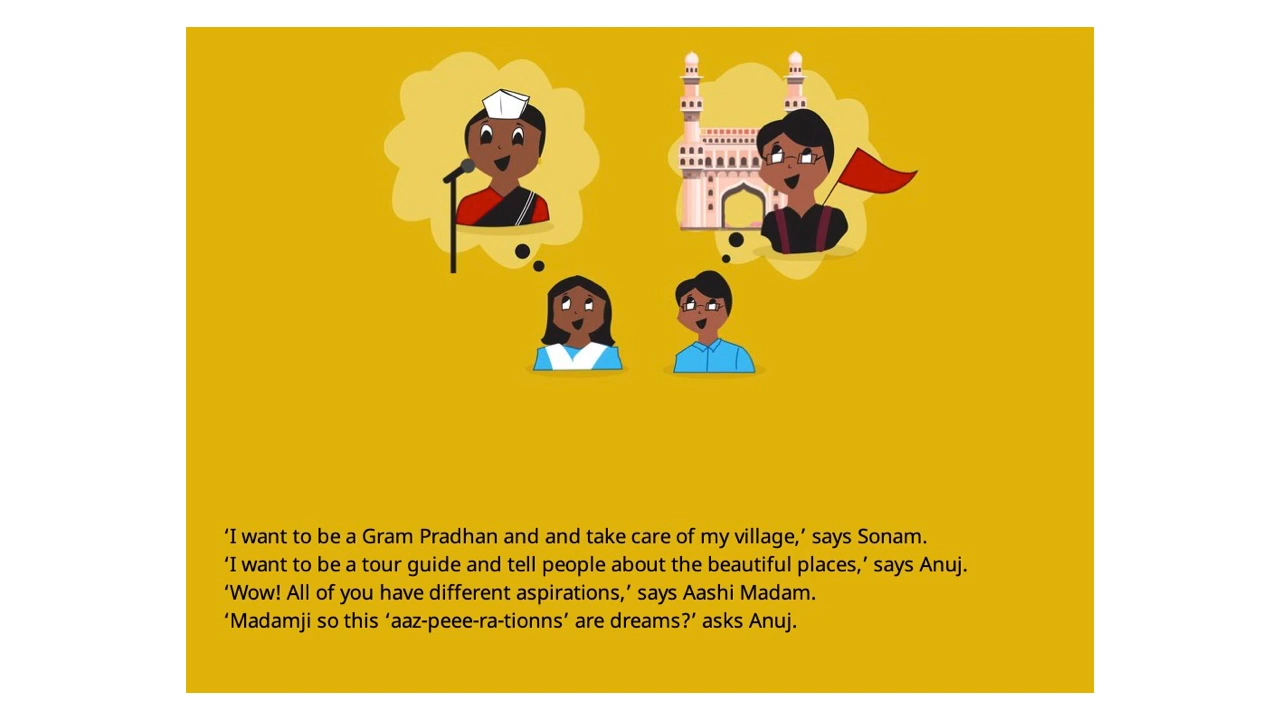 ‘I want to be a Gram Pradhan and and take care of my village,’ says Sonam.
‘I want to be a tour guide and tell people about the beautiful places,’ says Anuj.
‘Wow! All of you have different aspirations,’ says Aashi Madam.
‘Madamji so this ‘aaz-peee-ra-tionns’ are dreams?’ asks Anuj.